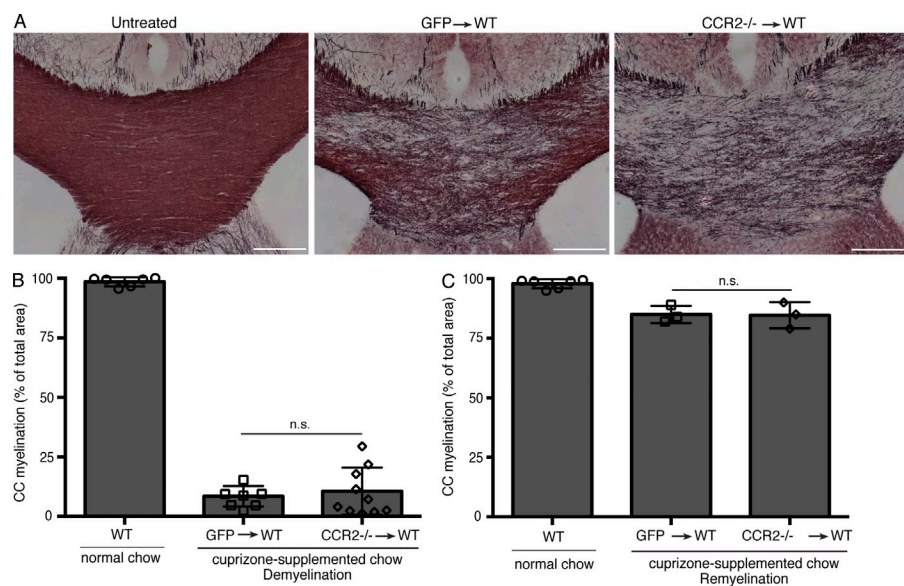 A
Untreated
GFP → WT
CCR2-/- → WT
B
CC myelination (% of total area)
100
75
50
25
0
n.s.
WT
GFP → WT
CCR2-/- → WT
normal chow
cuprizone-supplemented chow
Demyelination
C
CC myelination (% of total area)
100
75
50
25
0
n.s.
WT
GFP → WT
CCR2-/- → WT
normal chow
cuprizone-supplemented chow
Remyelination